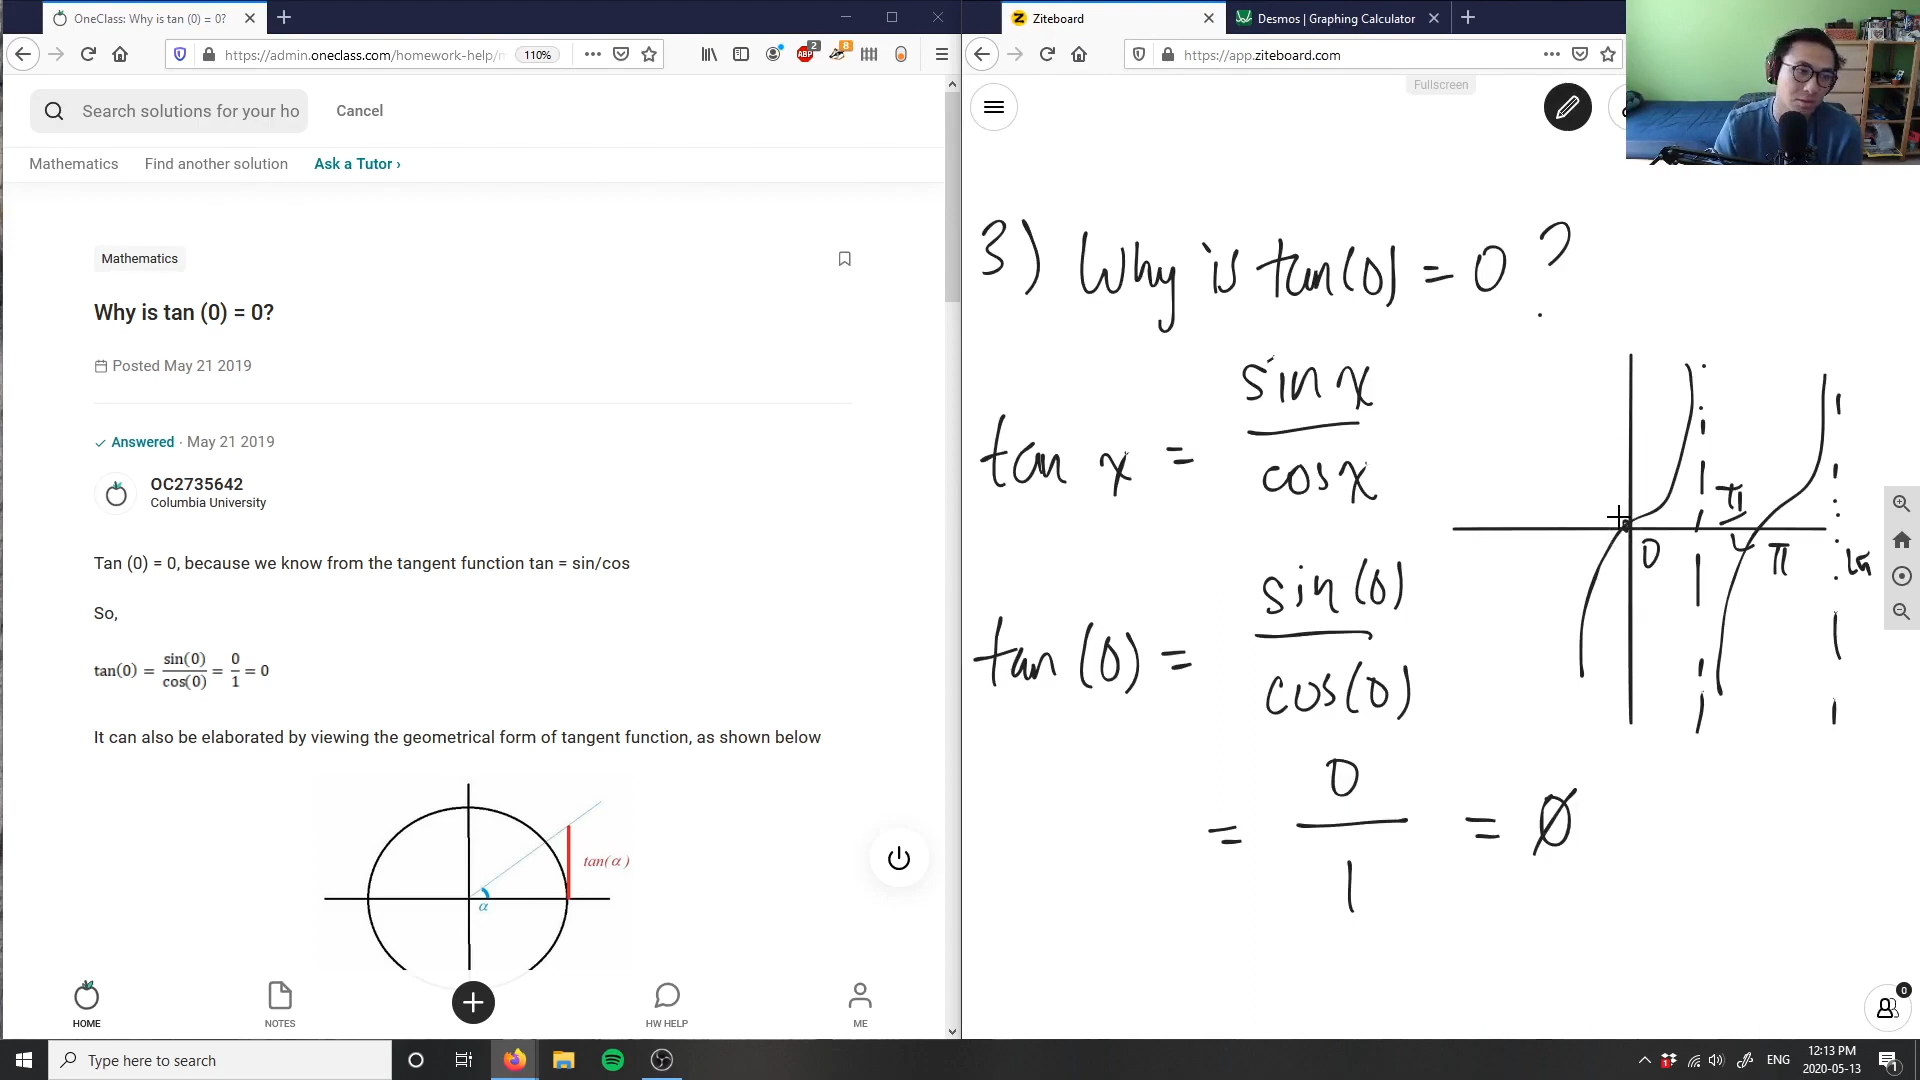 OneClass: Why is tan (0) = 0?
https://admin.oneclass.com/homework-help/m
110%
2
8
Search solutions for your ho
Cancel
Mathematics
Find another solution
Ask a Tutor ›
Mathematics
Why is tan (0) = 0?
Posted May 21 2019
Answered · May 21 2019
OC2735642
Columbia University
Tan (0) = 0, because we know from the tangent function tan = sin/cos
So,
tan(0) = sin(0)/cos(0) = 0/1 = 0
It can also be elaborated by viewing the geometrical form of tangent function, as shown below
tan(α)
α
HOME
NOTES
HW HELP
ME
Ziteboard
Desmos | Graphing Calculator
https://app.ziteboard.com
Fullscreen
3) Why is tan(0) = 0 ?
tan x = sin x / cos x
tan(0) = sin(0) / cos(0)
= 0 / 1 = 0
0
π
π
0
Type here to search
ENG
12:13 PM
2020-05-13
1